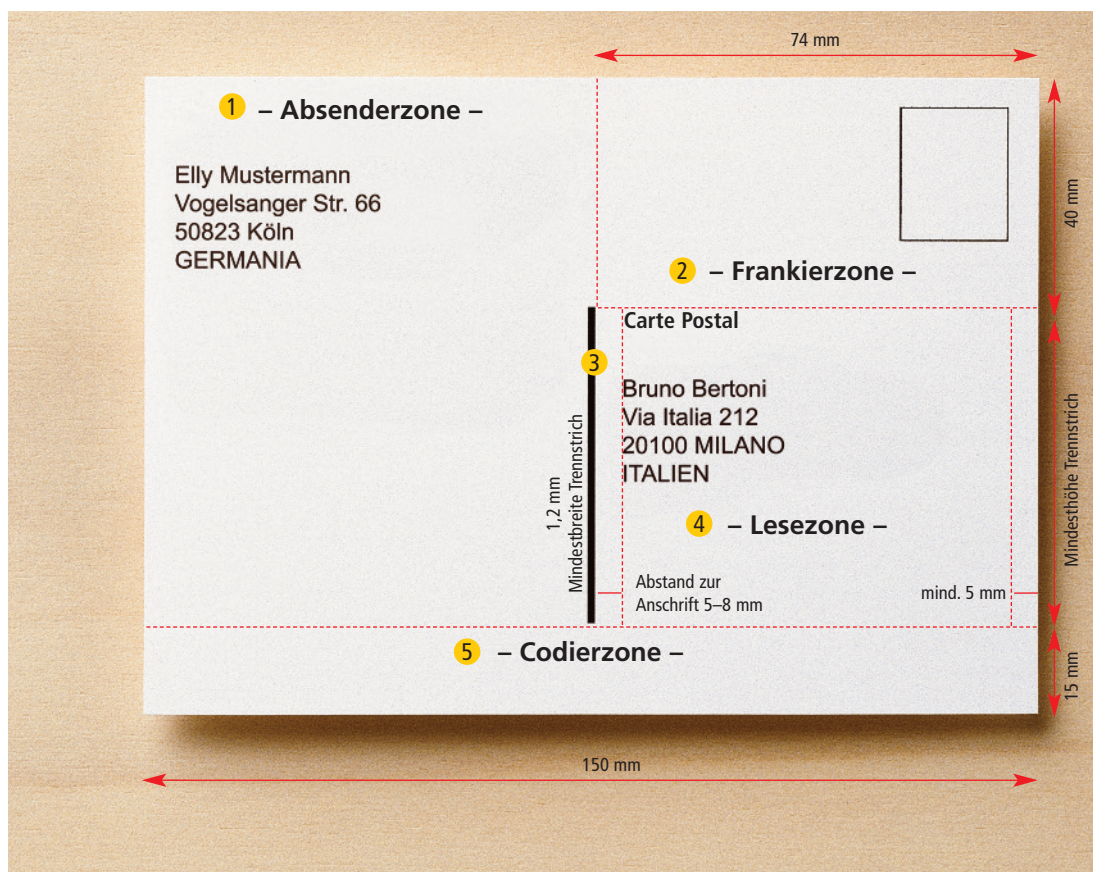 74 mm
1 – Absenderzone –
Elly Mustermann
Vogelsanger Str. 66
50823 Köln
GERMANIA
40 mm
2 – Frankierzone –
Carte Postal
3
Bruno Bertoni
Via Italia 212
20100 MILANO
ITALIEN
1,2 mm
Mindestbreite Trennstrich
Mindesthöhe Trennstrich
4 – Lesezone –
Abstand zur
Anschrift 5–8 mm
mind. 5 mm
5 – Codierzone –
15 mm
150 mm